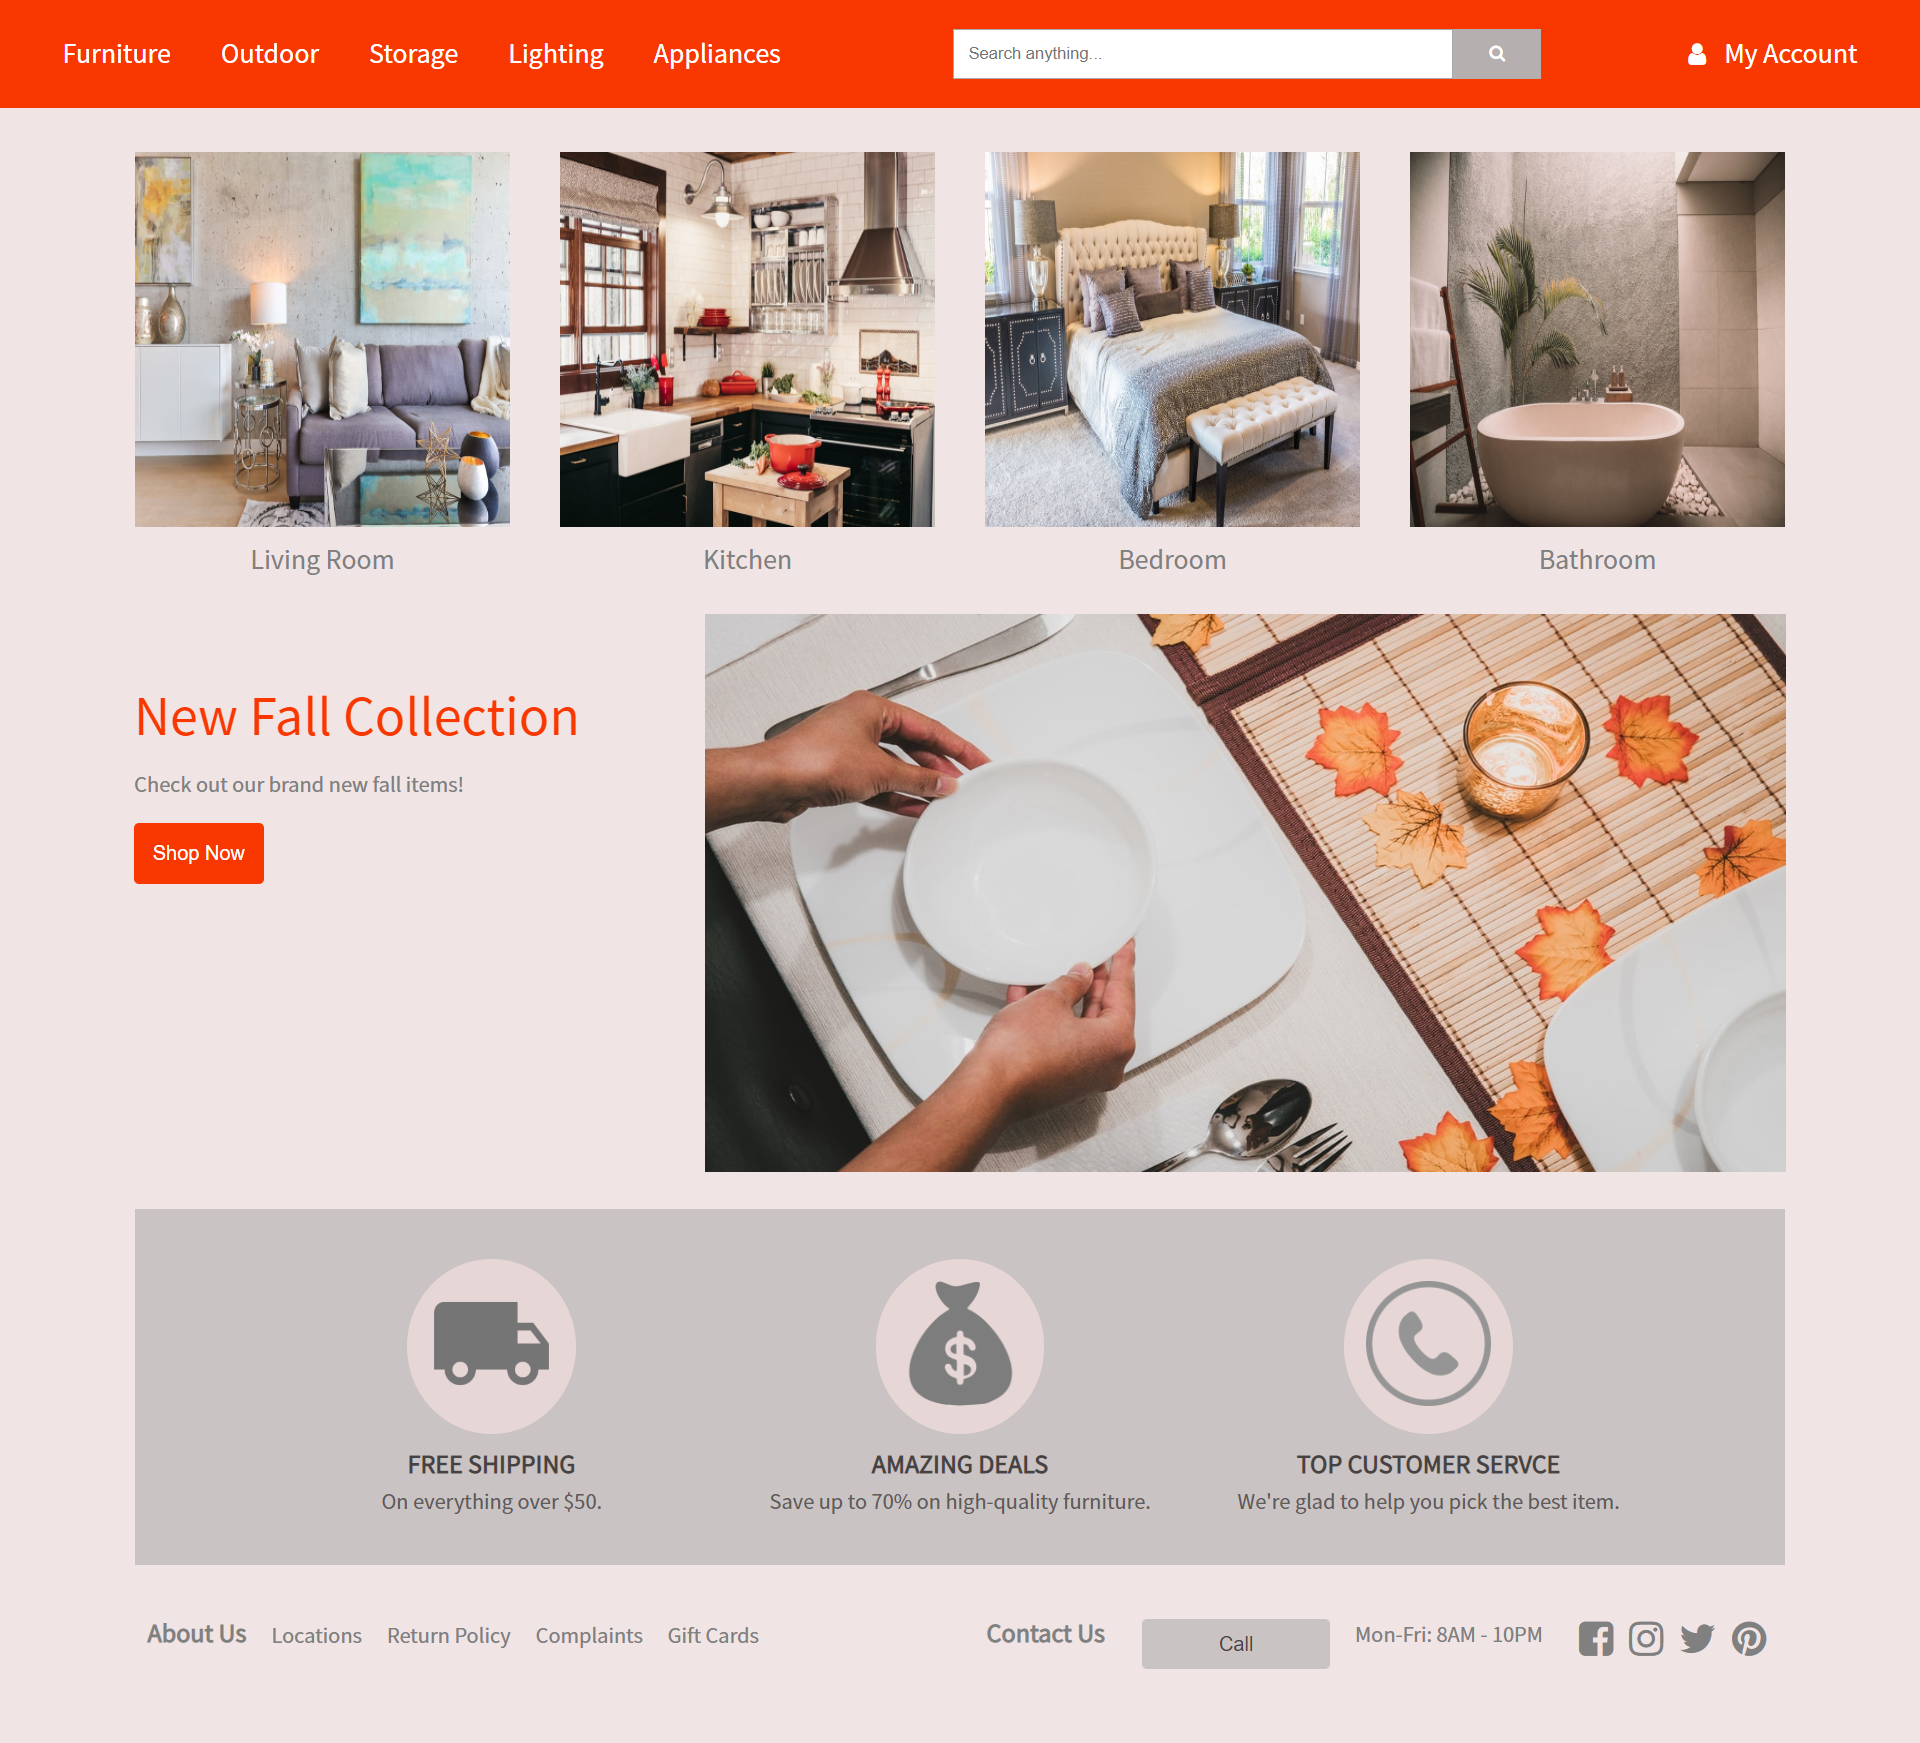 Furniture Outdoor Storage Lighting Appliances Search anything... My Account
Living Room Kitchen Bedroom Bathroom
New Fall Collection
Check out our brand new fall items!
Shop Now
$
FREE SHIPPING AMAZING DEALS TOP CUSTOMER SERVCE
On everything over $50. Save up to 70% on high-quality furniture. We're glad to help you pick the best item.
About Us Locations Return Policy Complaints Gift Cards Contact Us Call Mon-Fri: 8AM - 10PM